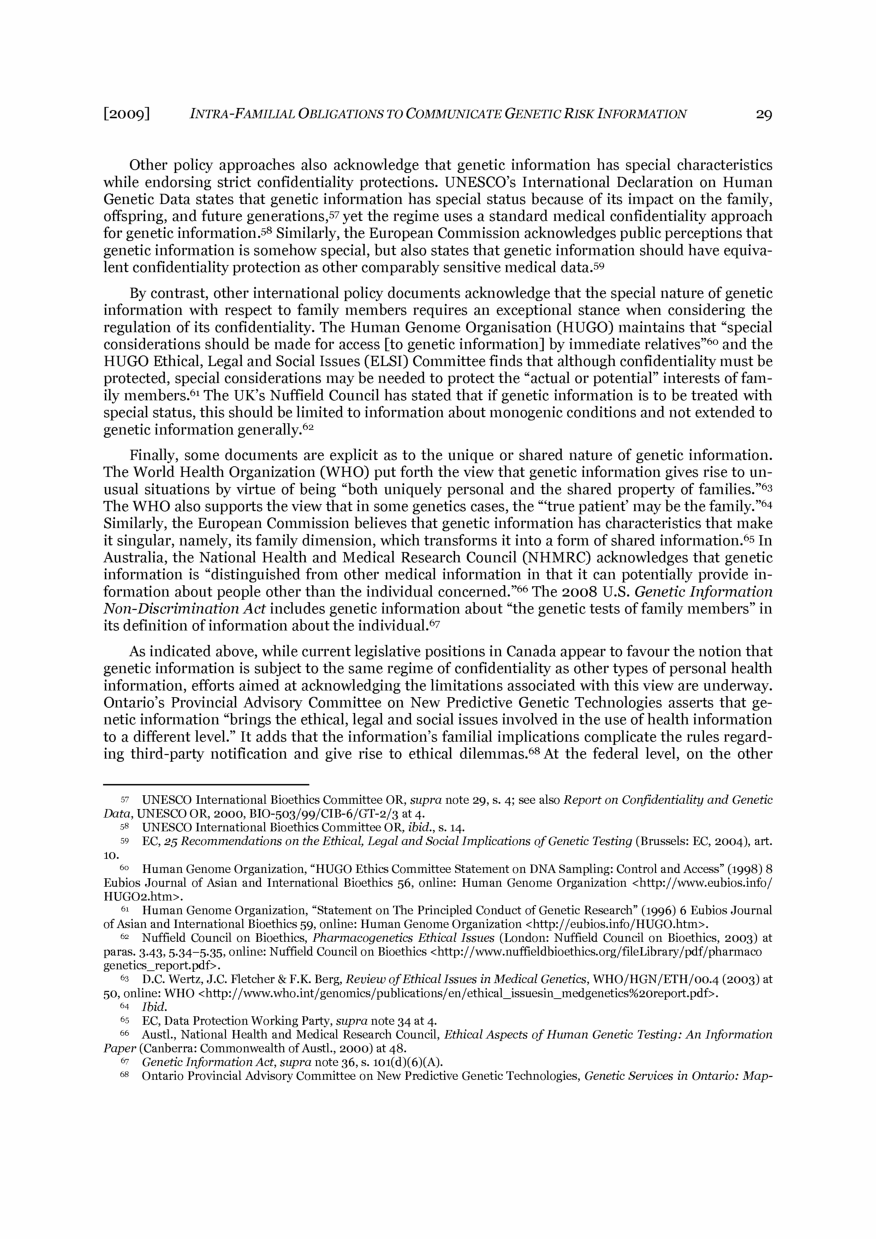 [2009] INTRA-FAMILIAL OBLIGATIONS TO COMMUNICATE GENETIC RISK INFORMATION 29
Other policy approaches also acknowledge that genetic information has special characteristics
while endorsing strict confidentiality protections. UNESCO’s International Declaration on Human
Genetic Data states that genetic information has special status because of its impact on the family,
offspring, and future generations,57 yet the regime uses a standard medical confidentiality approach
for genetic information.58 Similarly, the European Commission acknowledges public perceptions that
genetic information is somehow special, but also states that genetic information should have equiva-
lent confidentiality protection as other comparably sensitive medical data.59
By contrast, other international policy documents acknowledge that the special nature of genetic
information with respect to family members requires an exceptional stance when considering the
regulation of its confidentiality. The Human Genome Organisation (HUGO) maintains that “special
considerations should be made for access [to genetic information] by immediate relatives”60 and the
HUGO Ethical, Legal and Social Issues (ELSI) Committee finds that although confidentiality must be
protected, special considerations may be needed to protect the “actual or potential” interests of fam-
ily members.61 The UK’s Nuffield Council has stated that if genetic information is to be treated with
special status, this should be limited to information about monogenic conditions and not extended to
genetic information generally.62
Finally, some documents are explicit as to the unique or shared nature of genetic information.
The World Health Organization (WHO) put forth the view that genetic information gives rise to un-
usual situations by virtue of being “both uniquely personal and the shared property of families.”63
The WHO also supports the view that in some genetics cases, the “‘true patient’ may be the family.”64
Similarly, the European Commission believes that genetic information has characteristics that make
it singular, namely, its family dimension, which transforms it into a form of shared information.65 In
Australia, the National Health and Medical Research Council (NHMRC) acknowledges that genetic
information is “distinguished from other medical information in that it can potentially provide in-
formation about people other than the individual concerned.”66 The 2008 U.S. Genetic Information
Non-Discrimination Act includes genetic information about “the genetic tests of family members” in
its definition of information about the individual.67
As indicated above, while current legislative positions in Canada appear to favour the notion that
genetic information is subject to the same regime of confidentiality as other types of personal health
information, efforts aimed at acknowledging the limitations associated with this view are underway.
Ontario’s Provincial Advisory Committee on New Predictive Genetic Technologies asserts that ge-
netic information “brings the ethical, legal and social issues involved in the use of health information
to a different level.” It adds that the information’s familial implications complicate the rules regard-
ing third-party notification and give rise to ethical dilemmas.68 At the federal level, on the other
57 UNESCO International Bioethics Committee OR, supra note 29, s. 4; see also Report on Confidentiality and Genetic
Data, UNESCO OR, 2000, BIO-503/99/CIB-6/GT-2/3 at 4.
58 UNESCO International Bioethics Committee OR, ibid., s. 14.
59 EC, 25 Recommendations on the Ethical, Legal and Social Implications of Genetic Testing (Brussels: EC, 2004), art.
10.
60 Human Genome Organization, “HUGO Ethics Committee Statement on DNA Sampling: Control and Access” (1998) 8
Eubios Journal of Asian and International Bioethics 56, online: Human Genome Organization <http://www.eubios.info/
HUGO2.htm>.
61 Human Genome Organization, “Statement on The Principled Conduct of Genetic Research” (1996) 6 Eubios Journal
of Asian and International Bioethics 59, online: Human Genome Organization <http://eubios.info/HUGO.htm>.
62 Nuffield Council on Bioethics, Pharmacogenetics Ethical Issues (London: Nuffield Council on Bioethics, 2003) at
paras. 3.43, 5.34–5.35, online: Nuffield Council on Bioethics <http://www.nuffieldbioethics.org/fileLibrary/pdf/pharmaco
genetics_report.pdf>.
63 D.C. Wertz, J.C. Fletcher & F.K. Berg, Review of Ethical Issues in Medical Genetics, WHO/HGN/ETH/00.4 (2003) at
50, online: WHO <http://www.who.int/genomics/publications/en/ethical_issuesin_medgenetics%20report.pdf>.
64 Ibid.
65 EC, Data Protection Working Party, supra note 34 at 4.
66 Austl., National Health and Medical Research Council, Ethical Aspects of Human Genetic Testing: An Information
Paper (Canberra: Commonwealth of Austl., 2000) at 48.
67 Genetic Information Act, supra note 36, s. 101(d)(6)(A).
68 Ontario Provincial Advisory Committee on New Predictive Genetic Technologies, Genetic Services in Ontario: Map-